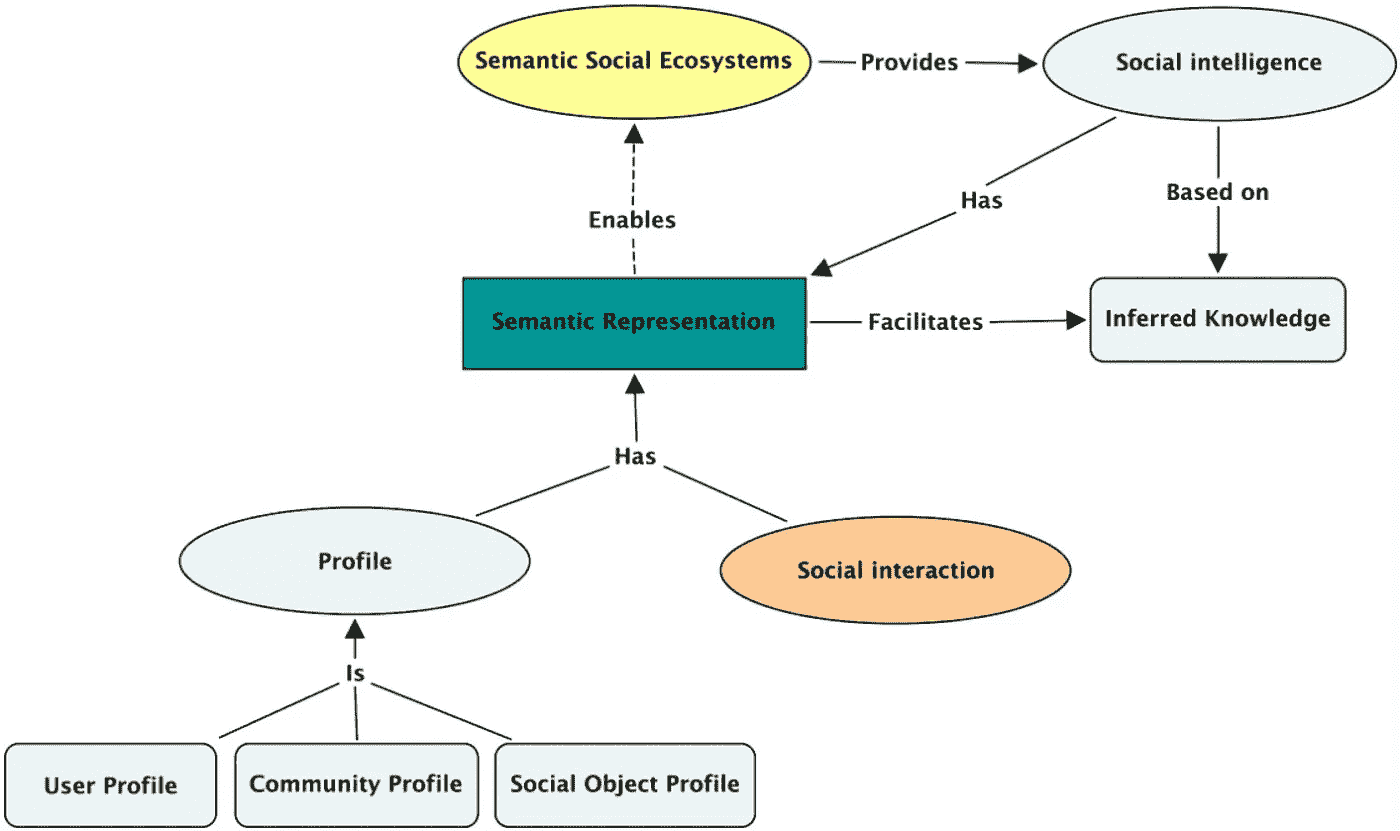 Semantic Social Ecosystems
Provides
Social intelligence
Has
Based on
Enables
Semantic Representation
Facilitates
Inferred Knowledge
Has
Profile
Social interaction
Is
User Profile
Community Profile
Social Object Profile